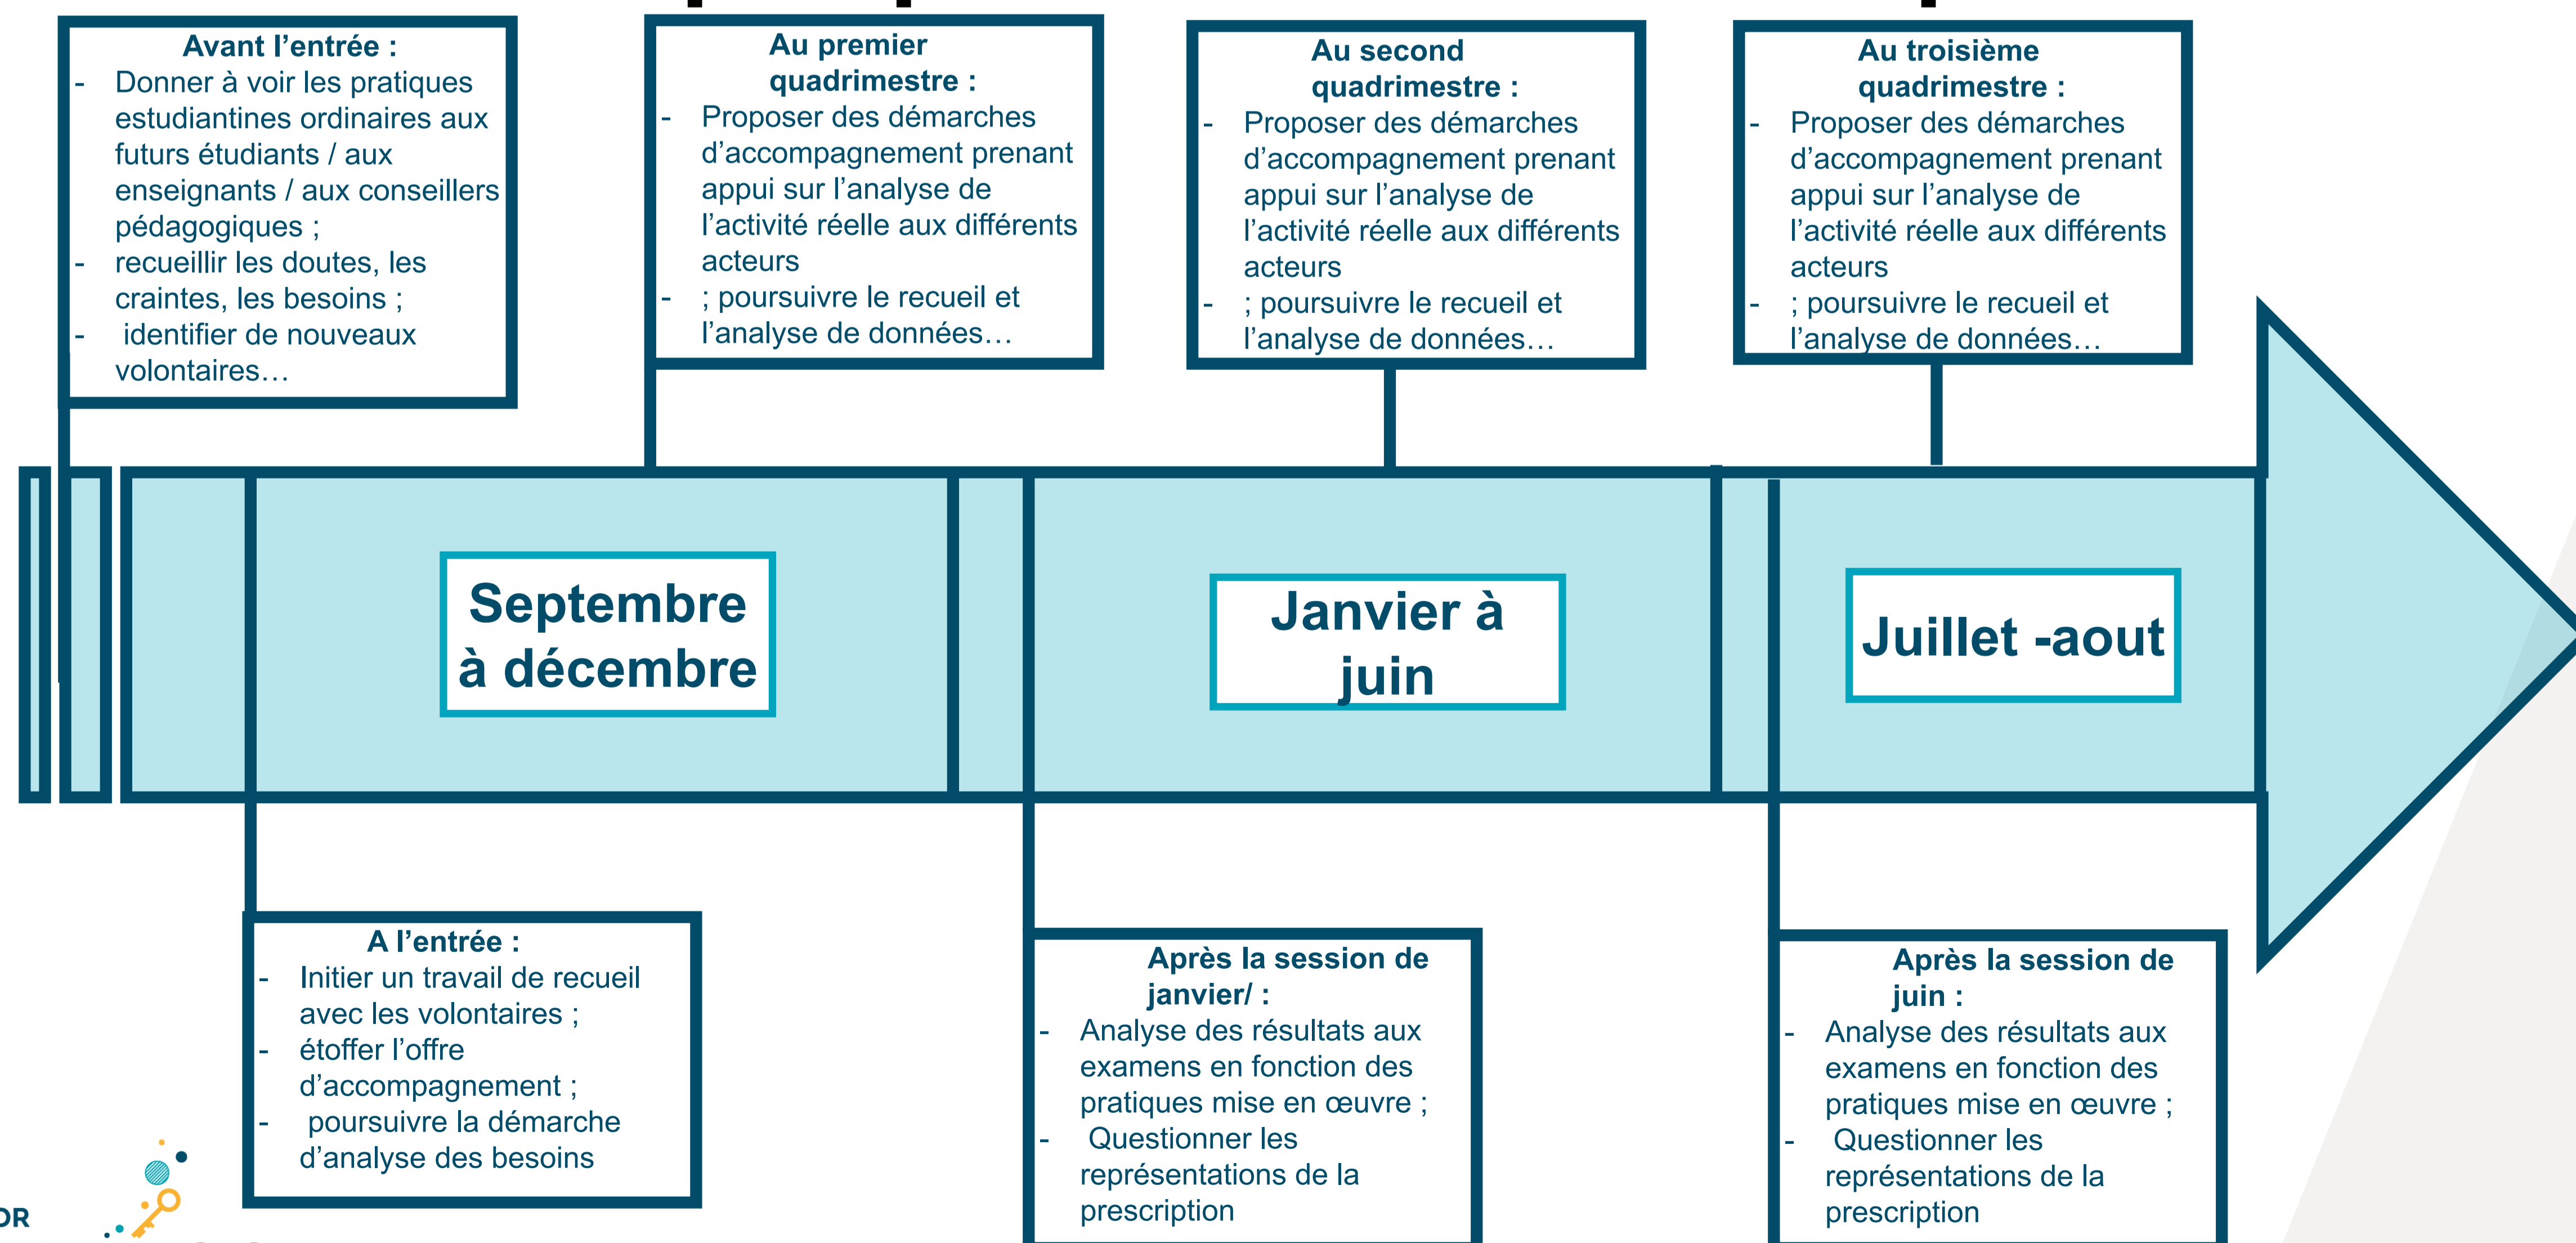 Avant l’entrée :
- Donner à voir les pratiques
estudiantines ordinaires aux
futurs étudiants / aux
enseignants / aux conseillers
pédagogiques ;
- recueillir les doutes, les
craintes, les besoins ;
- identifier de nouveaux
volontaires…
Au premier
quadrimestre :
- Proposer des démarches
d’accompagnement prenant
appui sur l’analyse de
l’activité réelle aux différents
acteurs
- ; poursuivre le recueil et
l’analyse de données…
Au second
quadrimestre :
- Proposer des démarches
d’accompagnement prenant
appui sur l’analyse de
l’activité réelle aux différents
acteurs
- ; poursuivre le recueil et
l’analyse de données…
Au troisième
quadrimestre :
- Proposer des démarches
d’accompagnement prenant
appui sur l’analyse de
l’activité réelle aux différents
acteurs
- ; poursuivre le recueil et
l’analyse de données…
Septembre
à décembre
Janvier à
juin
Juillet -aout
A l’entrée :
- Initier un travail de recueil
avec les volontaires ;
- étoffer l’offre
d’accompagnement ;
- poursuivre la démarche
d’analyse des besoins
Après la session de
janvier/ :
- Analyse des résultats aux
examens en fonction des
pratiques mise en œuvre ;
- Questionner les
représentations de la
prescription
Après la session de
juin :
- Analyse des résultats aux
examens en fonction des
pratiques mise en œuvre ;
- Questionner les
représentations de la
prescription